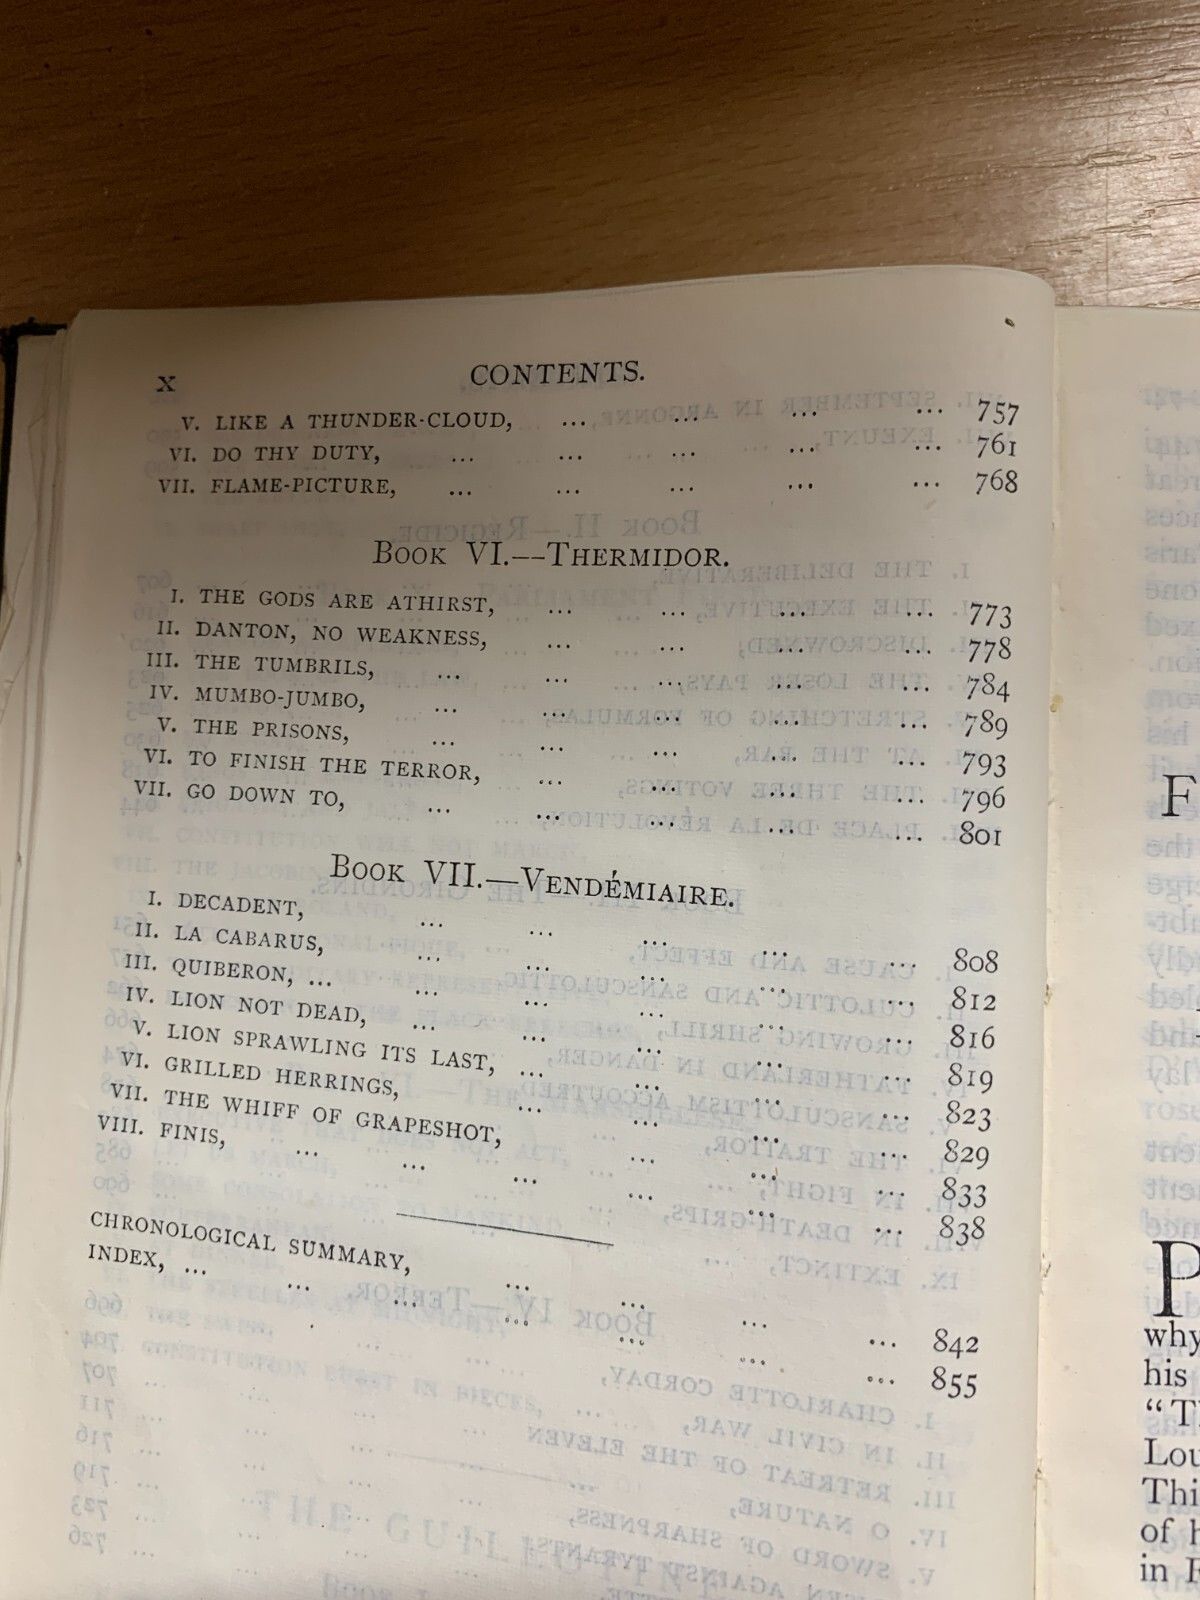 x CONTENTS.
V. LIKE A THUNDER-CLOUD, ... ... ... ... 757
VI. DO THY DUTY, ... ... ... ... ... 761
VII. FLAME-PICTURE, ... ... ... ... ... 768
BOOK VI.—THERMIDOR.
I. THE GODS ARE ATHIRST, ... ... ... ... 773
II. DANTON, NO WEAKNESS, ... ... ... ... 778
III. THE TUMBRILS, ... ... ... ... ... 784
IV. MUMBO-JUMBO, ... ... ... ... ... 789
V. THE PRISONS, ... ... ... ... ... 793
VI. TO FINISH THE TERROR, ... ... ... ... 796
VII. GO DOWN TO, ... ... ... ... ... 801
BOOK VII.—VENDÉMIAIRE.
I. DECADENT, ... ... ... ... ... 808
II. LA CABARUS, ... ... ... ... ... 812
III. QUIBERON, ... ... ... ... ... ... 816
IV. LION NOT DEAD, ... ... ... ... ... 819
V. LION SPRAWLING ITS LAST, ... ... ... ... 823
VI. GRILLED HERRINGS, ... ... ... ... 829
VII. THE WHIFF OF GRAPESHOT, ... ... ... 833
VIII. FINIS, ... ... ... ... ... ... 838
CHRONOLOGICAL SUMMARY, ... ... ... ... 842
INDEX, ... ... ... ... ... ... ... 855
F
P
why
his
"Th
Lou
Thi
of h
in F